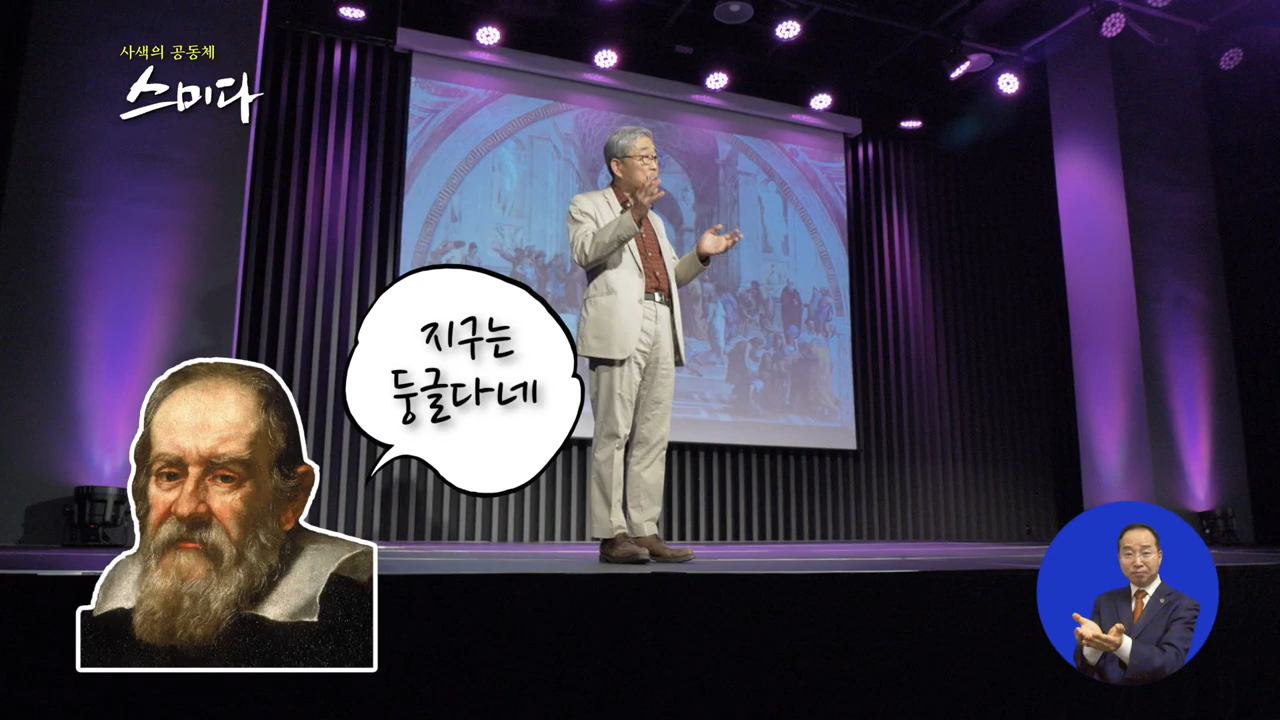 사색의 공동체
스미다
지구는
둥글다네